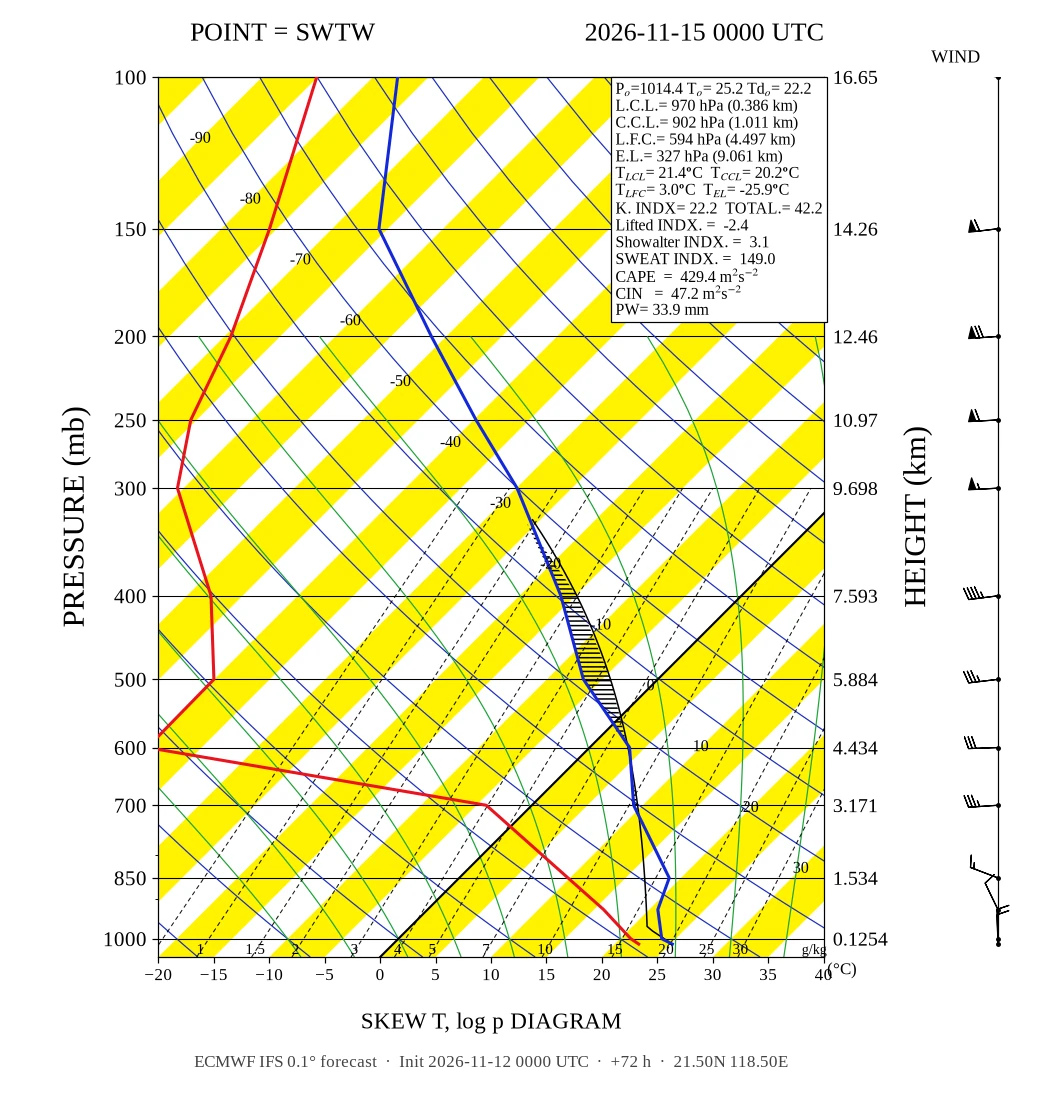 POINT = SWTW
2026-11-15 0000 UTC
WIND
100
16.65
Pₒ=1014.4 Tₒ= 25.2 Tdₒ= 22.2
L.C.L.= 970 hPa (0.386 km)
C.C.L.= 902 hPa (1.011 km)
L.F.C.= 594 hPa (4.497 km)
E.L.= 327 hPa (9.061 km)
T_LCL= 21.4°C T_CCL= 20.2°C
T_LFC= 3.0°C T_EL= -25.9°C
K. INDX= 22.2 TOTAL.= 42.2
Lifted INDX. = -2.4
Showalter INDX. = 3.1
SWEAT INDX. = 149.0
CAPE = 429.4 m²s⁻²
CIN = 47.2 m²s⁻²
PW= 33.9 mm
-90
-80
150
14.26
-70
-60
200
12.46
-50
250
10.97
-40
300
9.698
-30
-20
400
7.593
-10
500
5.884
0
600
4.434
10
700
3.171
20
850
1.534
30
1000
0.1254
1 1.5 2 3 4 5 7 10 15 20 25 30 g/kg
−20 −15 −10 −5 0 5 10 15 20 25 30 35 40 (°C)
PRESSURE (mb)
HEIGHT (km)
SKEW T, log p DIAGRAM
ECMWF IFS 0.1° forecast · Init 2026-11-12 0000 UTC · +72 h · 21.50N 118.50E